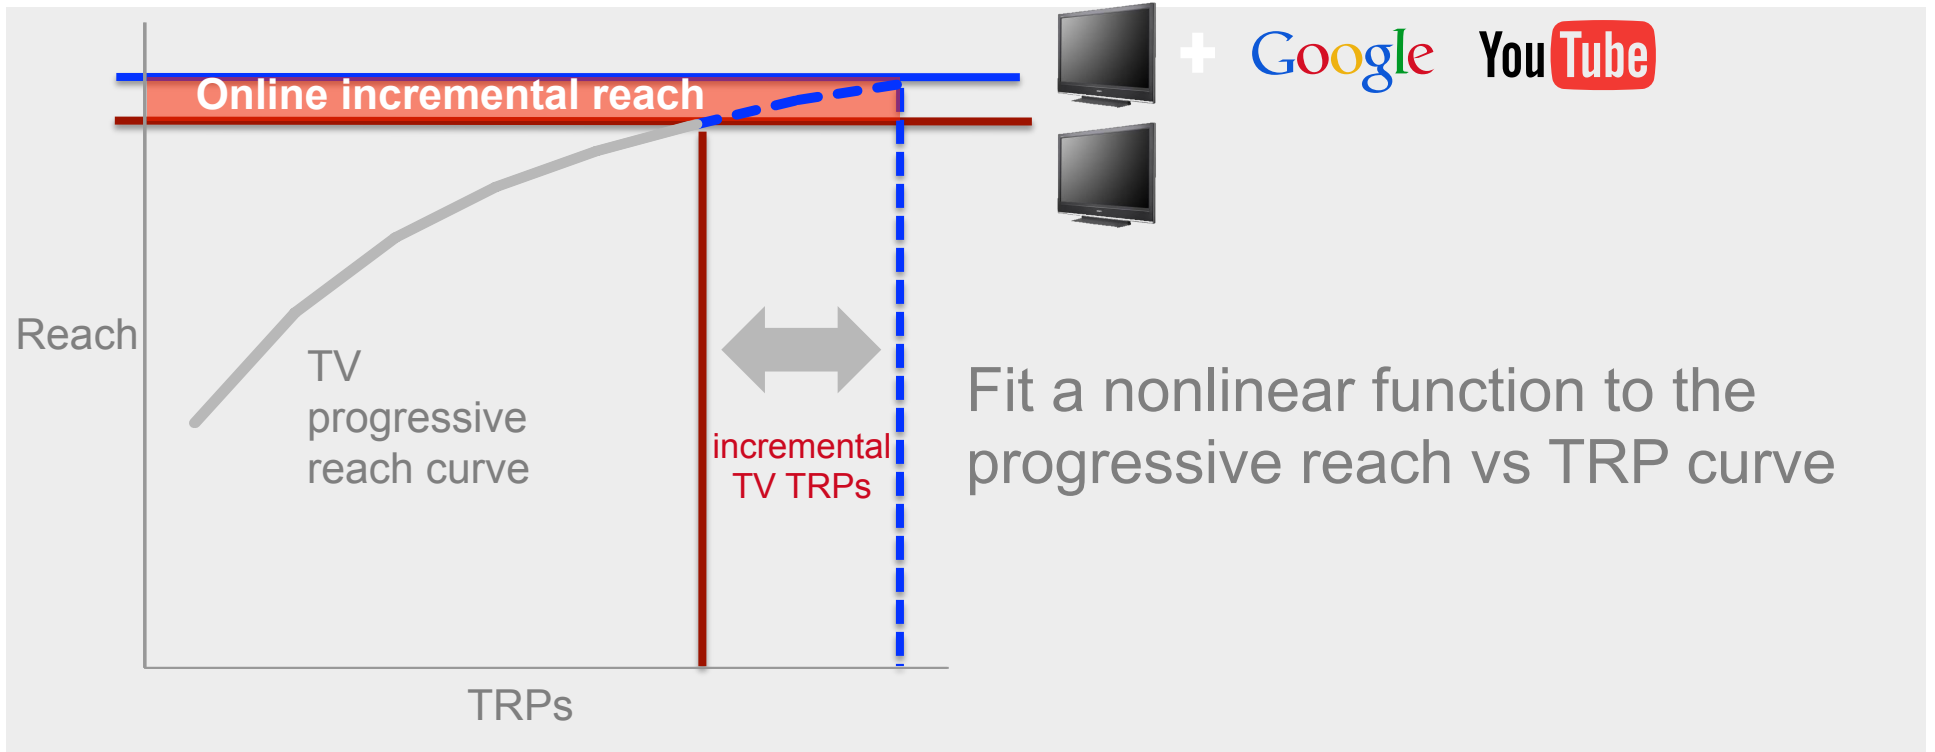 Online incremental reach
Google YouTube
Reach
TV
progressive
reach curve
incremental
TV TRPs
Fit a nonlinear function to the
progressive reach vs TRP curve
TRPs